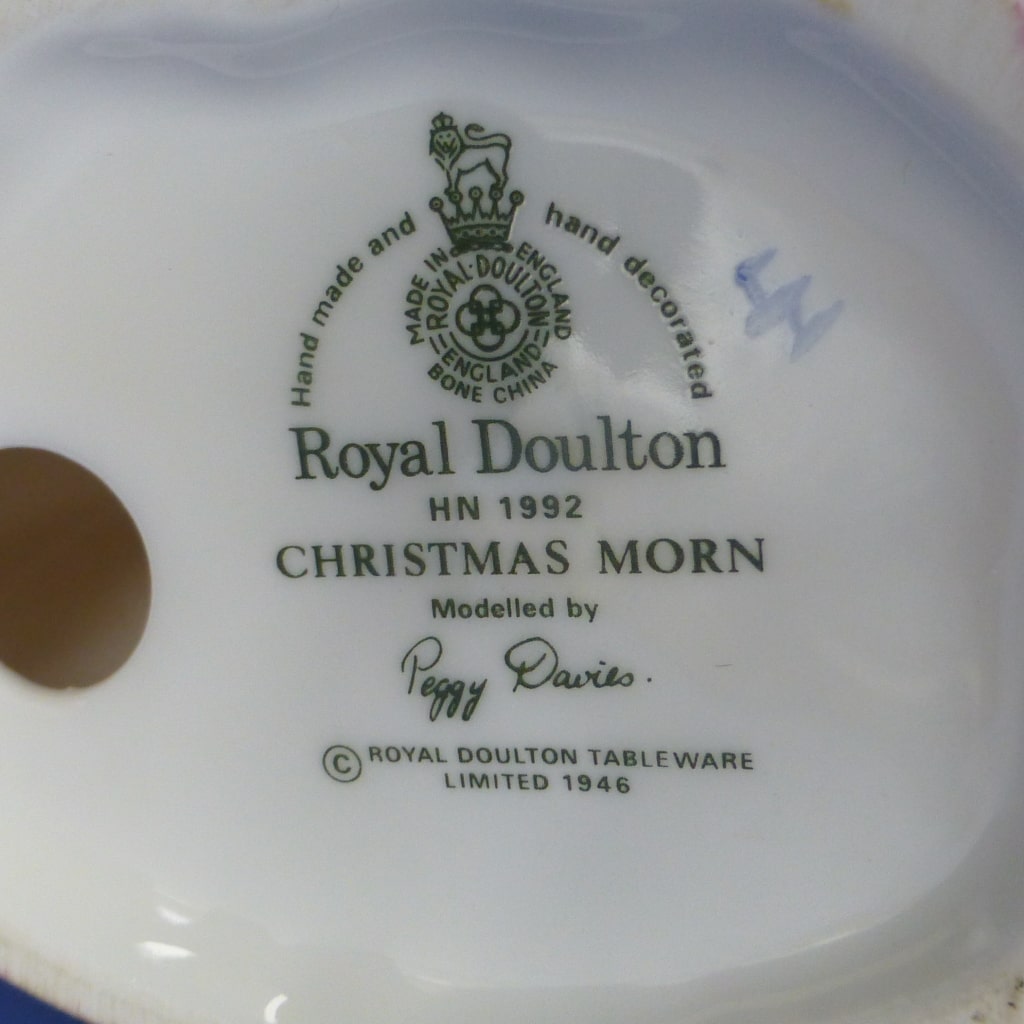 Hand made and hand decorated
MADE IN ENGLAND
ROYAL·DOULTON
ENGLAND
BONE CHINA
Royal Doulton
HN 1992
CHRISTMAS MORN
Modelled by
Peggy Davies.
© ROYAL DOULTON TABLEWARE
LIMITED 1946